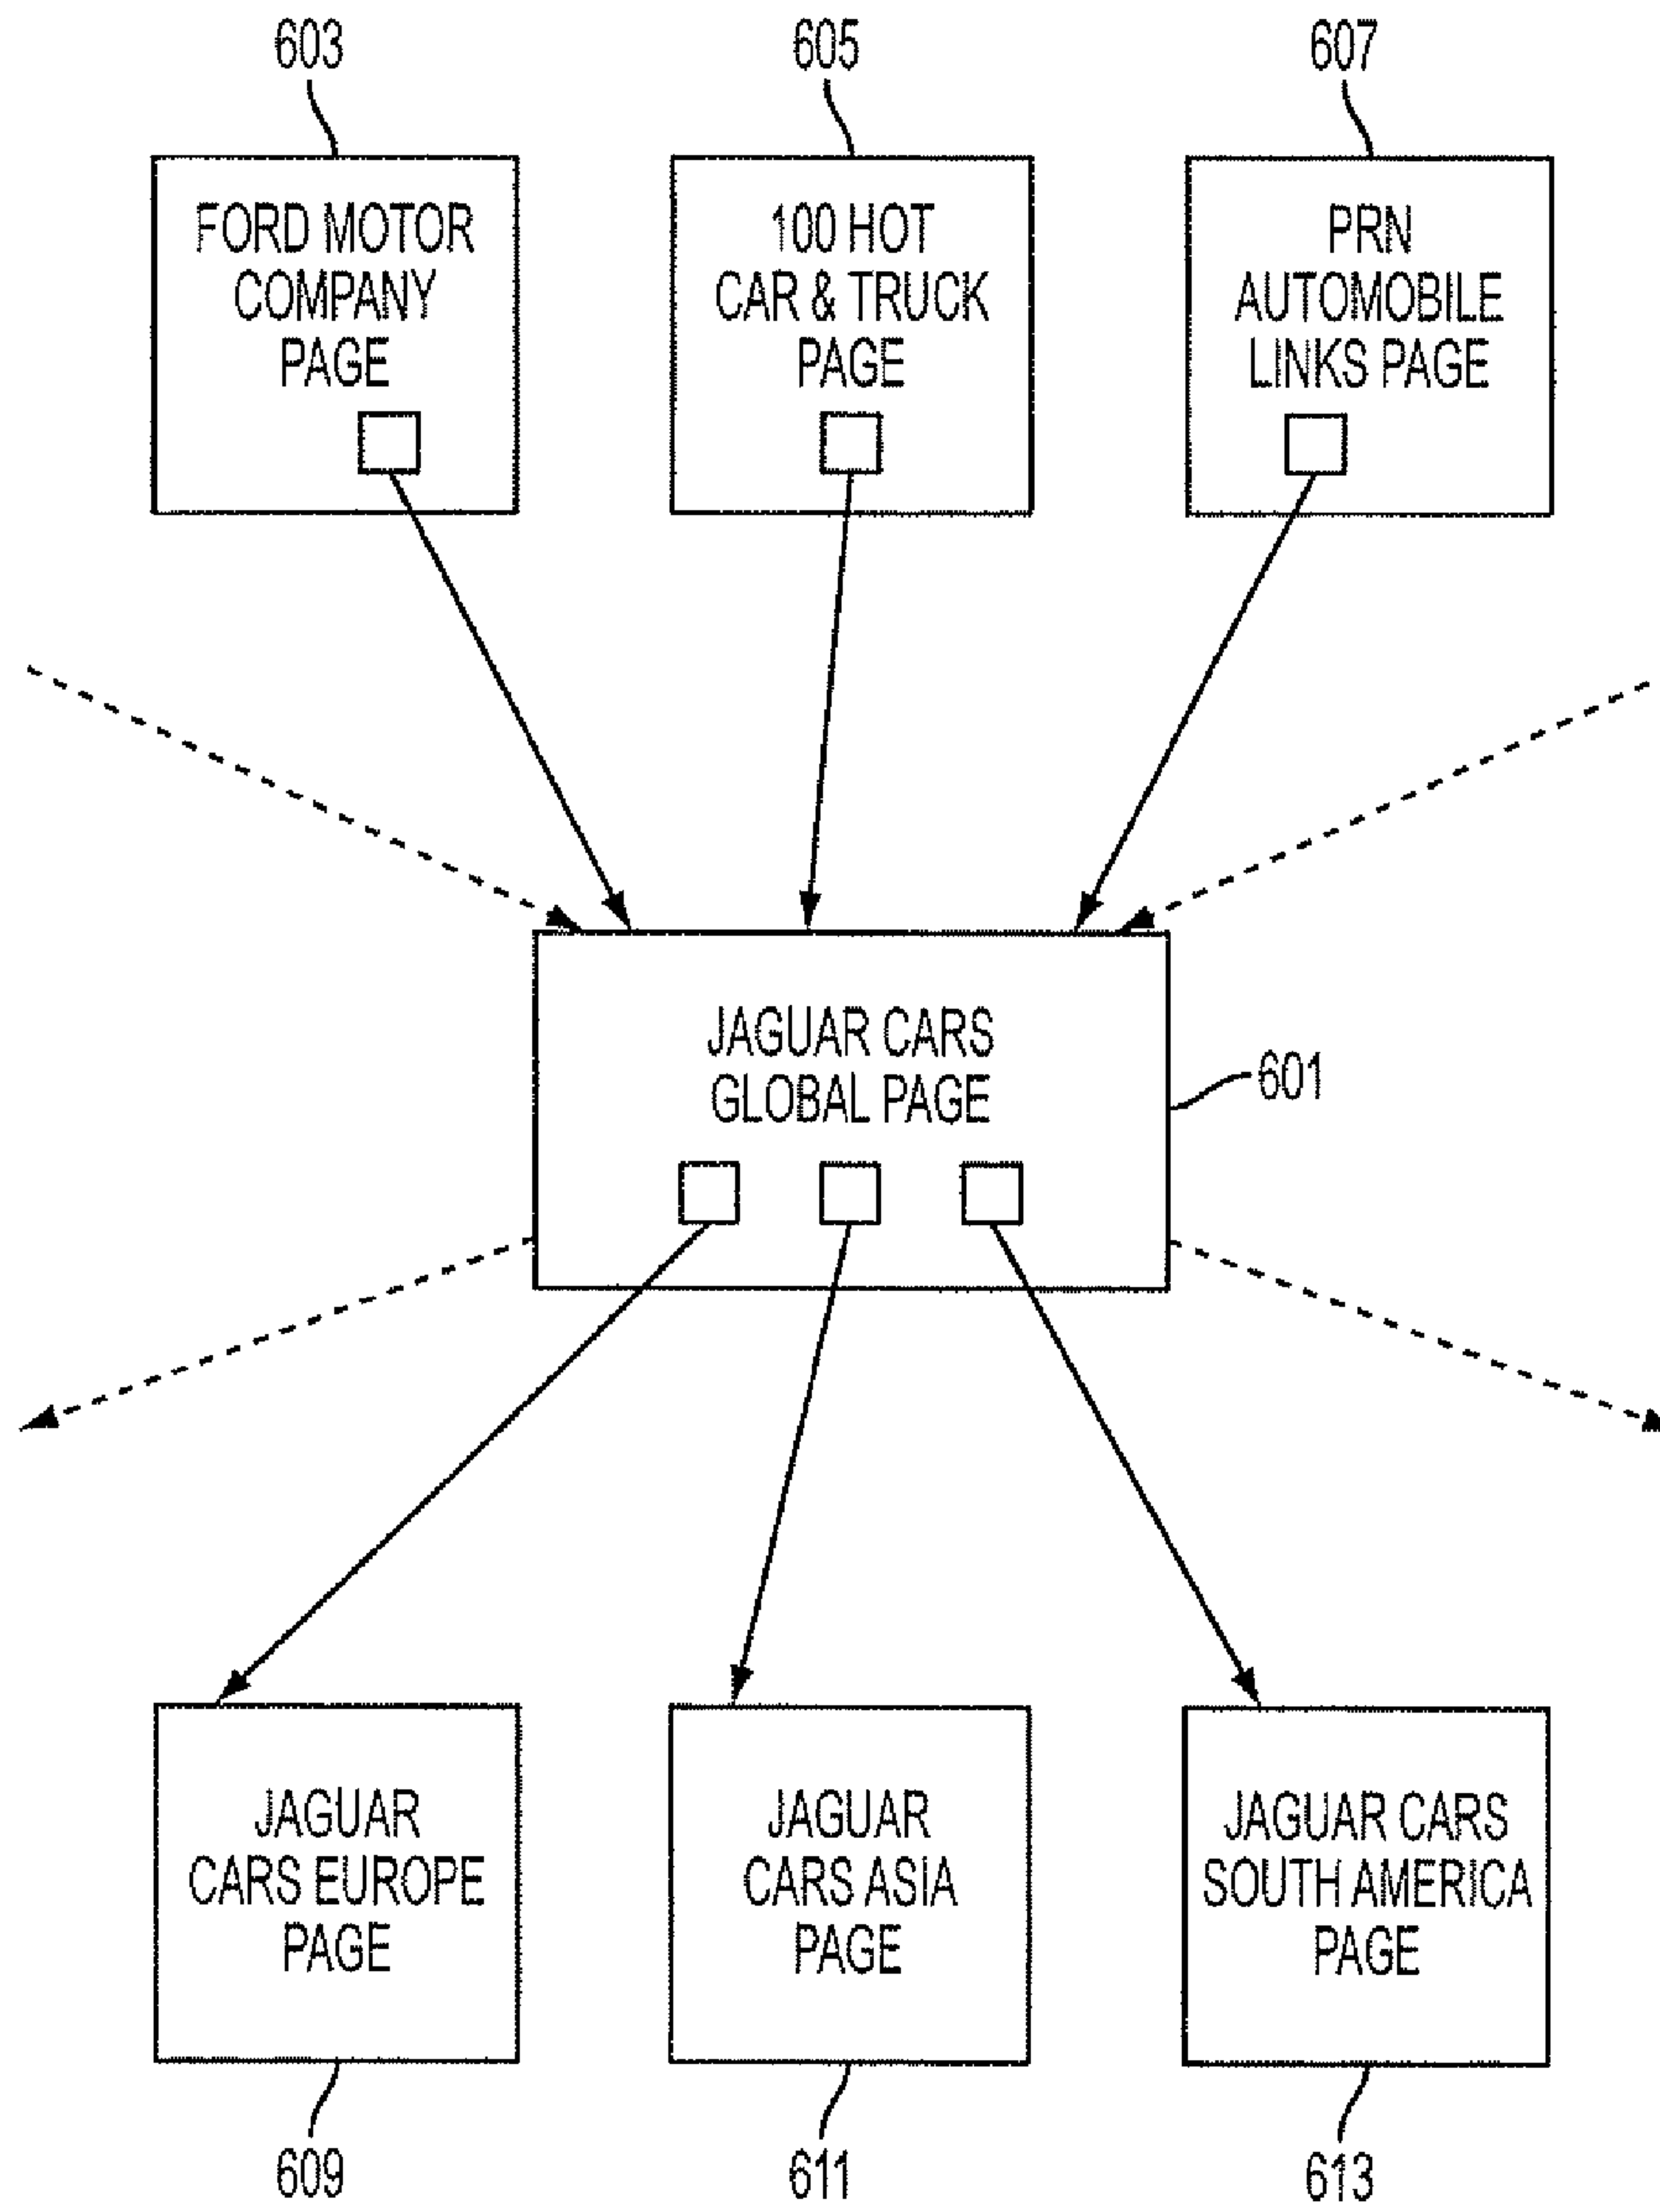 603
605
607
FORD MOTOR
COMPANY
PAGE
100 HOT
CAR & TRUCK
PAGE
PRN
AUTOMOBILE
LINKS PAGE
JAGUAR CARS
GLOBAL PAGE
601
JAGUAR
CARS EUROPE
PAGE
JAGUAR
CARS ASIA
PAGE
JAGUAR CARS
SOUTH AMERICA
PAGE
609
611
613